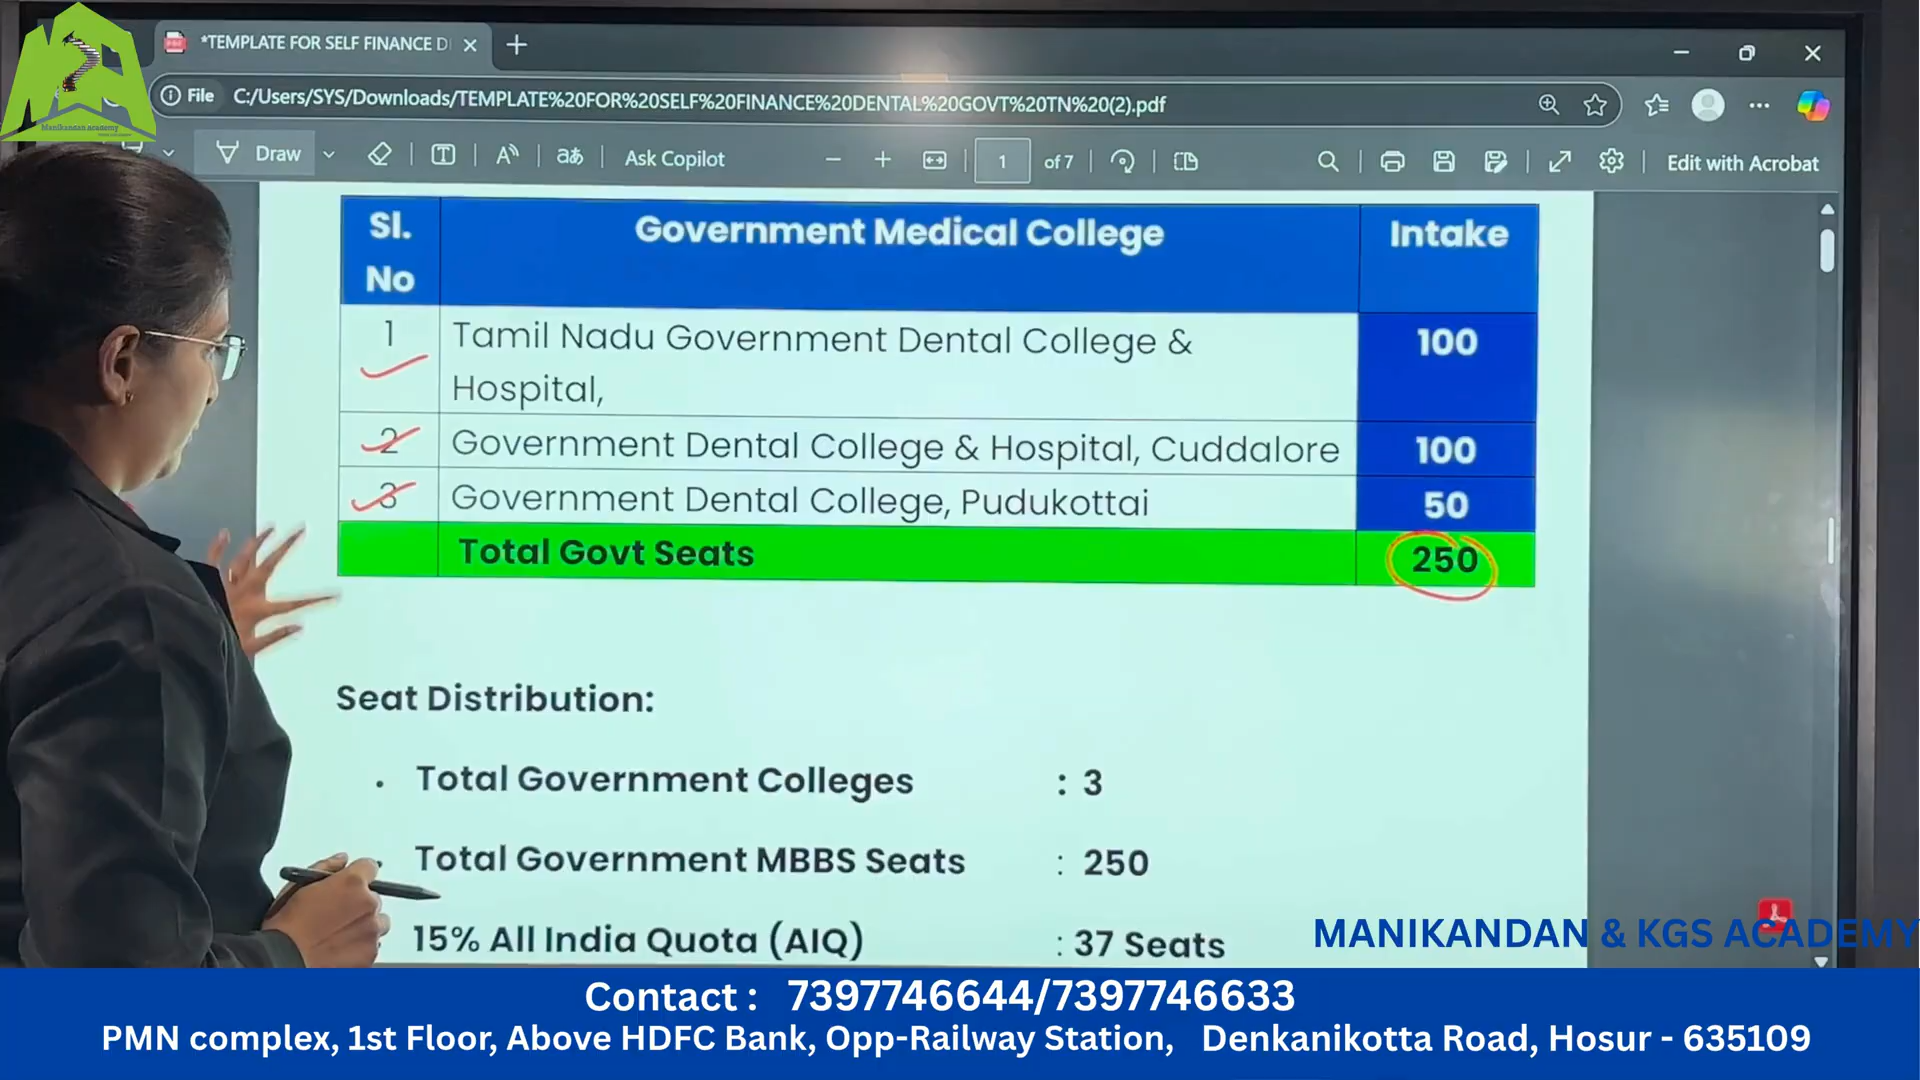 *TEMPLATE FOR SELF FINANCE D
File C:/Users/SYS/Downloads/TEMPLATE%20FOR%20SELF%20FINANCE%20DENTAL%20GOVT%20TN%20(2).pdf
Draw
Ask Copilot
1 of 7
Edit with Acrobat
Manikandan academy
Sl. No Government Medical College Intake
1 Tamil Nadu Government Dental College & 100
Hospital,
2 Government Dental College & Hospital, Cuddalore 100
3 Government Dental College, Pudukottai 50
Total Govt Seats 250
Seat Distribution:
. Total Government Colleges : 3
. Total Government MBBS Seats : 250
15% All India Quota (AIQ) : 37 Seats
MANIKANDAN & KGS ACADEMY
Contact : 7397746644/7397746633
PMN complex, 1st Floor, Above HDFC Bank, Opp-Railway Station, Denkanikotta Road, Hosur - 635109